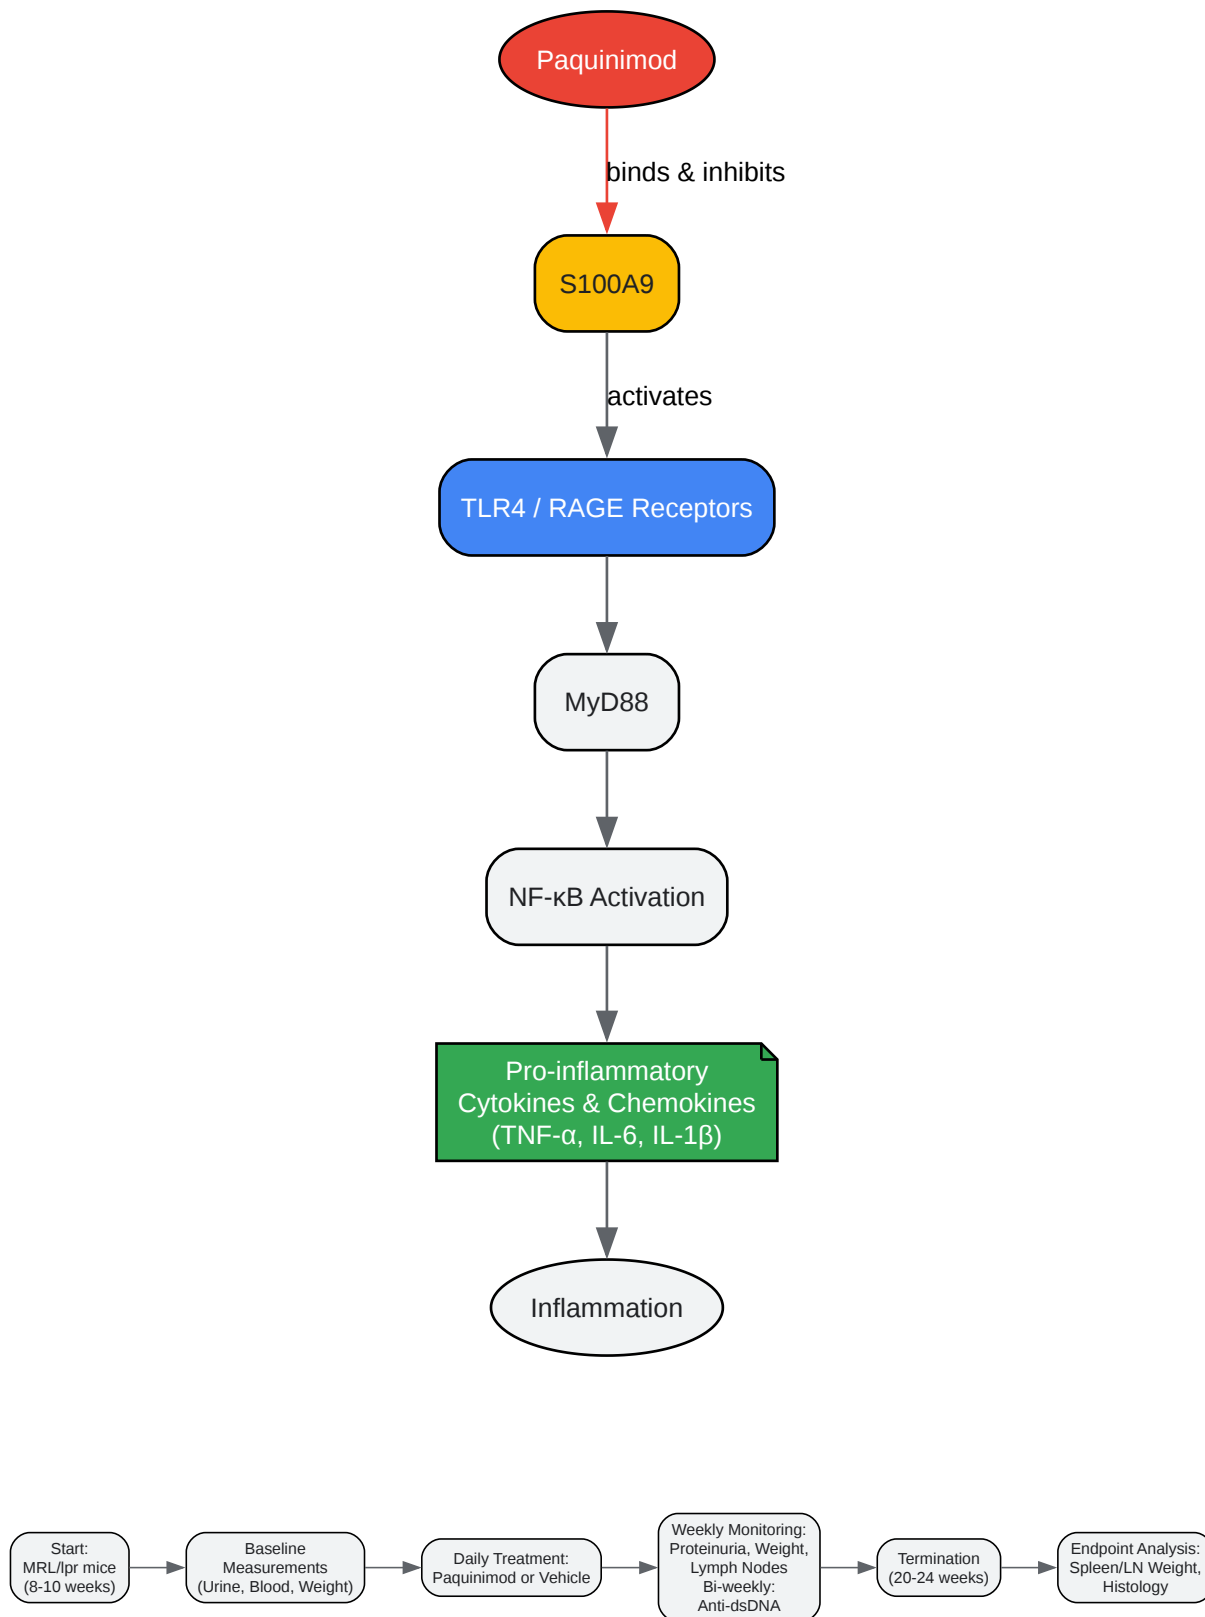 Paquinimod
binds & inhibits
S100A9
activates
TLR4 / RAGE Receptors
MyD88
NF-κB Activation
Pro-inflammatory
Cytokines & Chemokines
(TNF-α, IL-6, IL-1β)
Inflammation
Start:
MRL/lpr mice
(8-10 weeks)
Baseline
Measurements
(Urine, Blood, Weight)
Daily Treatment:
Paquinimod or Vehicle
Weekly Monitoring:
Proteinuria, Weight,
Lymph Nodes
Bi-weekly:
Anti-dsDNA
Termination
(20-24 weeks)
Endpoint Analysis:
Spleen/LN Weight,
Histology